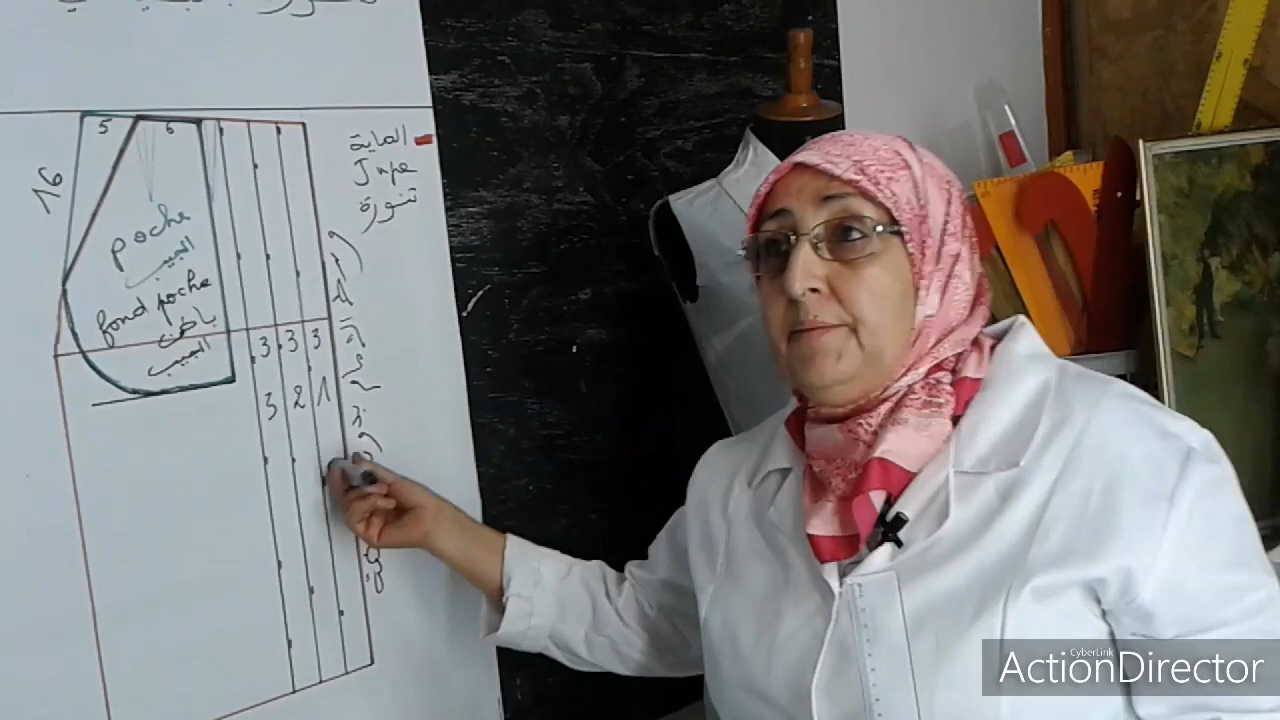 5
6
16
poche
الجيب
fond poche
باطن
الجيب
3 3 3
3 2 1
الماية
Jupe
تنورة
CyberLink
ActionDirector